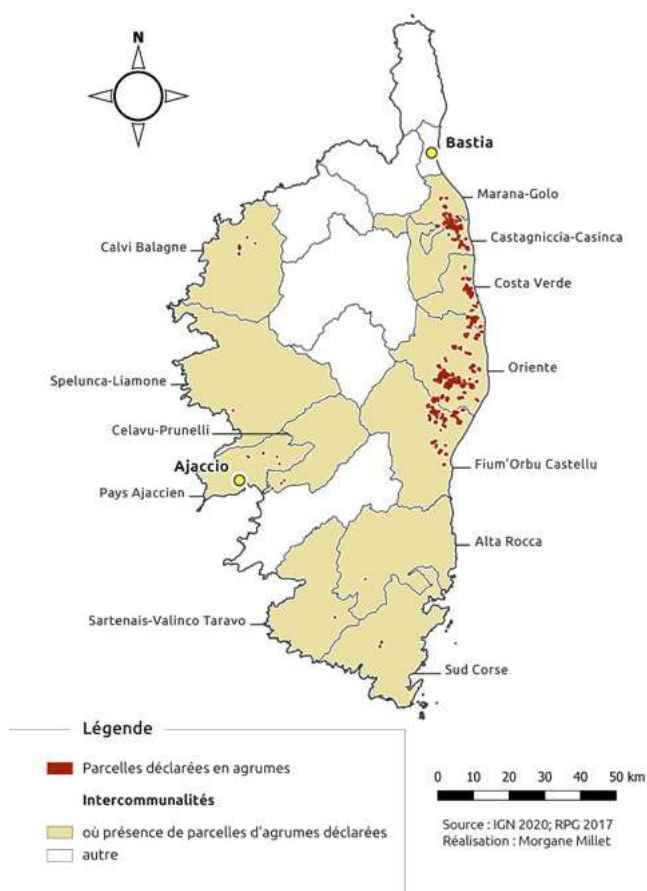 N
Bastia
Marana-Golo
Calvi Balagne
Castagniccia-Casinca
Costa Verde
Oriente
Spelunca-Liamone
Celavu-Prunelli
Ajaccio
Fium'Orbu Castellu
Pays Ajaccien
Alta Rocca
Sartenais-Valinco Taravo
Sud Corse
Légende
Parcelles déclarées en agrumes
Intercommunalités
où présence de parcelles d'agrumes déclarées
autre
0 10 20 30 40 50 km
Source : IGN 2020; RPG 2017
Réalisation : Morgane Millet